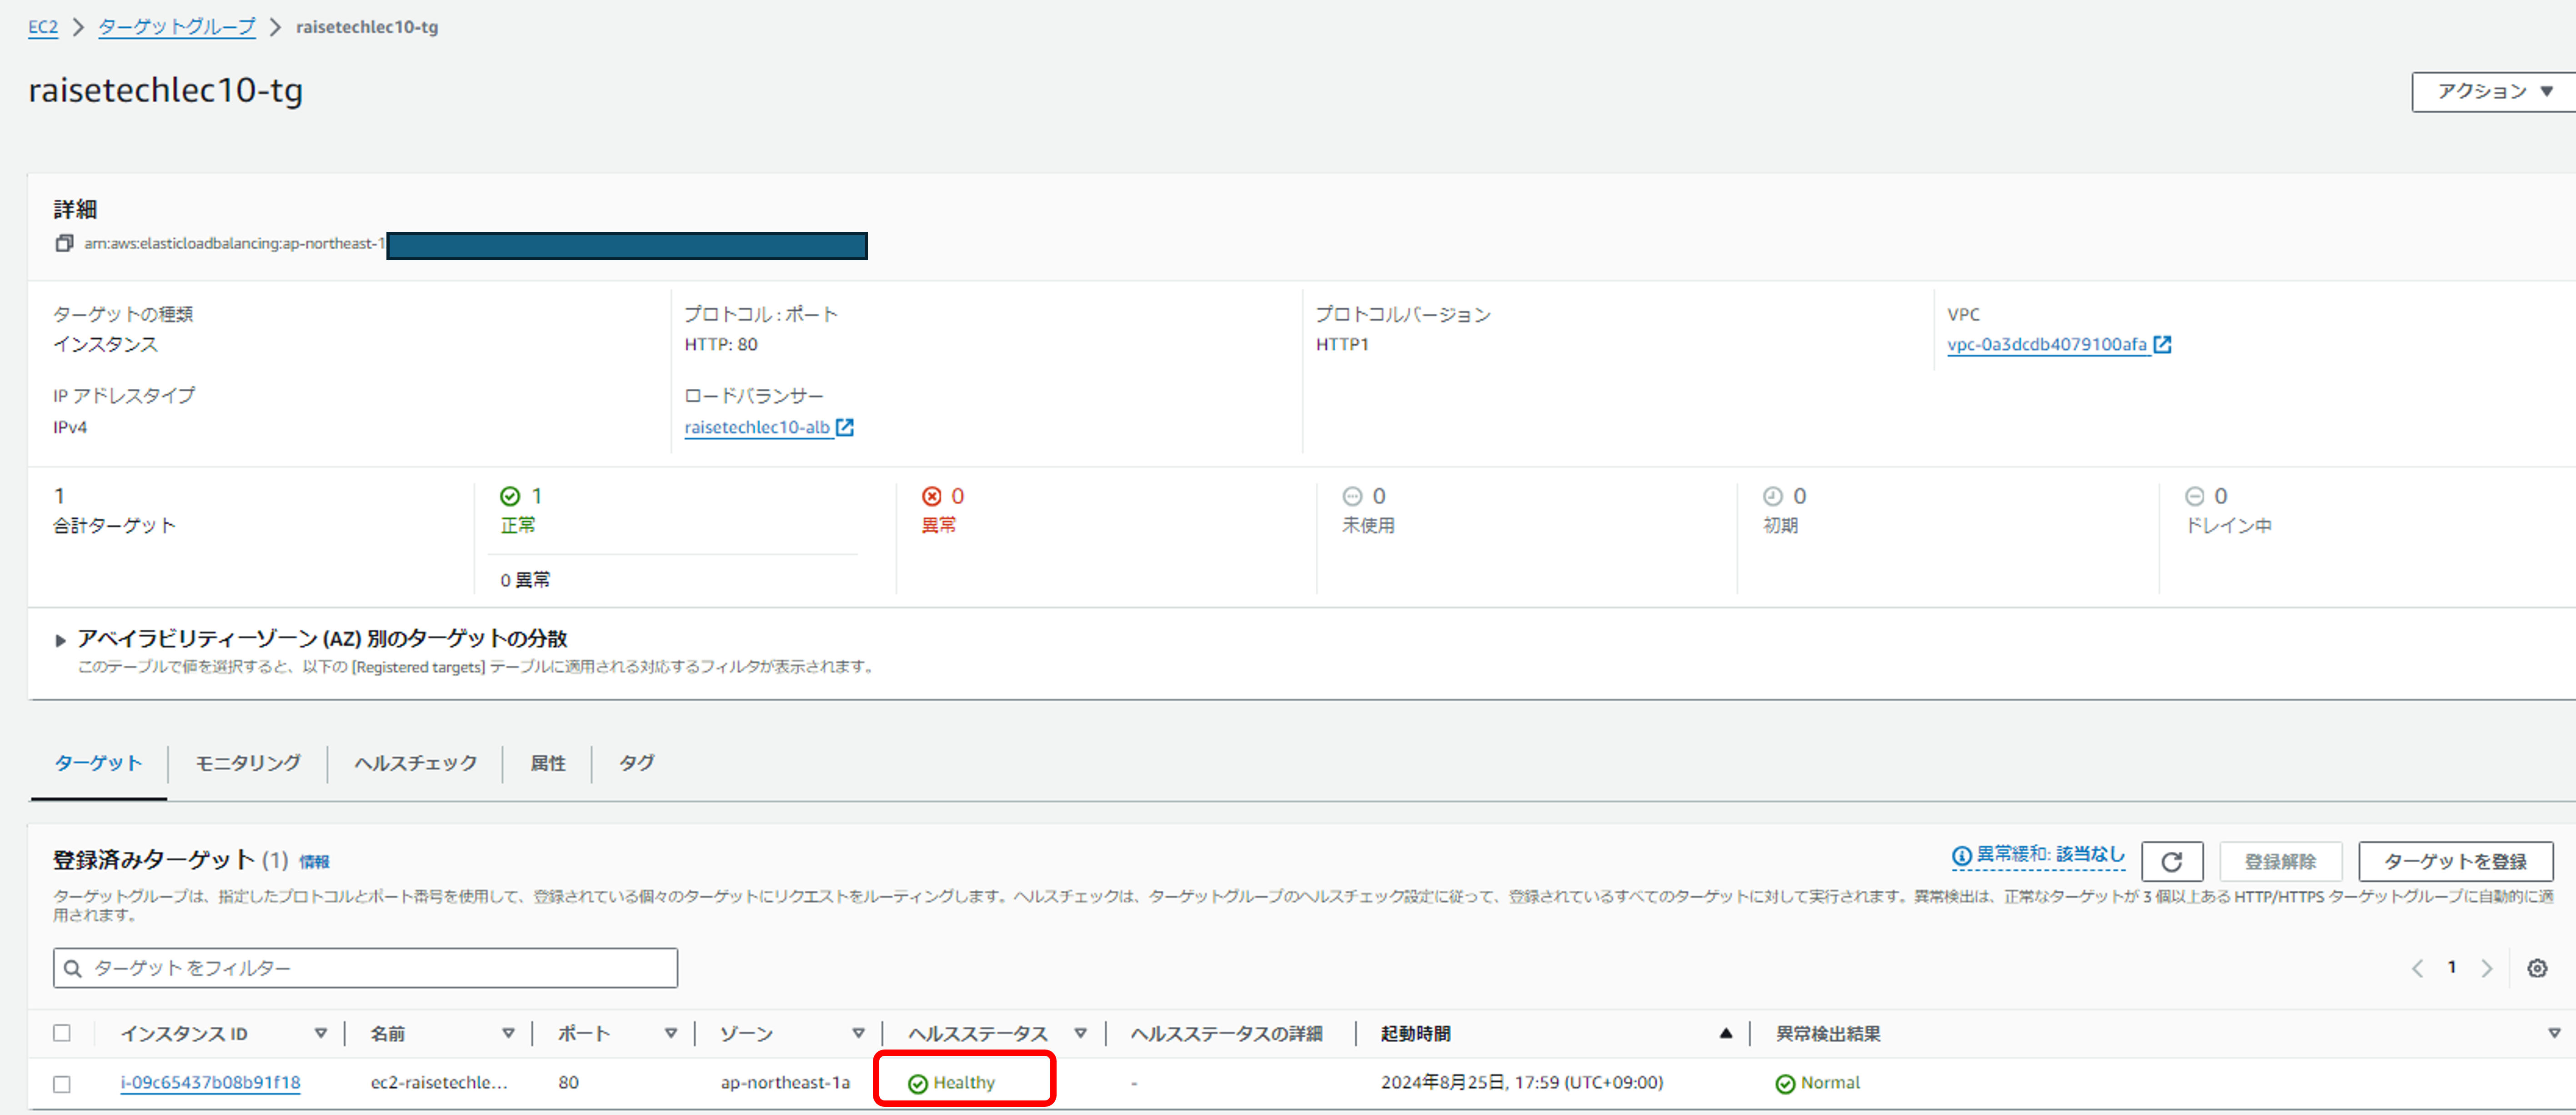 EC2 > ターゲットグループ > raisetechlec10-tg
raisetechlec10-tg
アクション ▼
詳細
arn:aws:elasticloadbalancing:ap-northeast-1
ターゲットの種類
インスタンス
プロトコル : ポート
HTTP: 80
プロトコルバージョン
HTTP1
VPC
vpc-0a3dcdb4079100afa
IP アドレスタイプ
IPv4
ロードバランサー
raisetechlec10-alb
1
合計ターゲット
1
正常
0 異常
0
異常
0
未使用
0
初期
0
ドレイン中
アベイラビリティーゾーン (AZ) 別のターゲットの分散
このテーブルで値を選択すると、以下の [Registered targets] テーブルに適用される対応するフィルタが表示されます。
ターゲット モニタリング ヘルスチェック 属性 タグ
登録済みターゲット (1) 情報
異常緩和: 該当なし
登録解除
ターゲットを登録
ターゲットグループは、指定したプロトコルとポート番号を使用して、登録されている個々のターゲットにリクエストをルーティングします。ヘルスチェックは、ターゲットグループのヘルスチェック設定に従って、登録されているすべてのターゲットに対して実行されます。異常検出は、正常なターゲットが 3 個以上ある HTTP/HTTPS ターゲットグループに自動的に適
用されます。
ターゲット をフィルター
1
インスタンス ID 名前 ポート ゾーン ヘルスステータス ヘルスステータスの詳細 起動時間 異常検出結果
i-09c65437b08b91f18 ec2-raisetechle... 80 ap-northeast-1a Healthy - 2024年8月25日, 17:59 (UTC+09:00) Normal